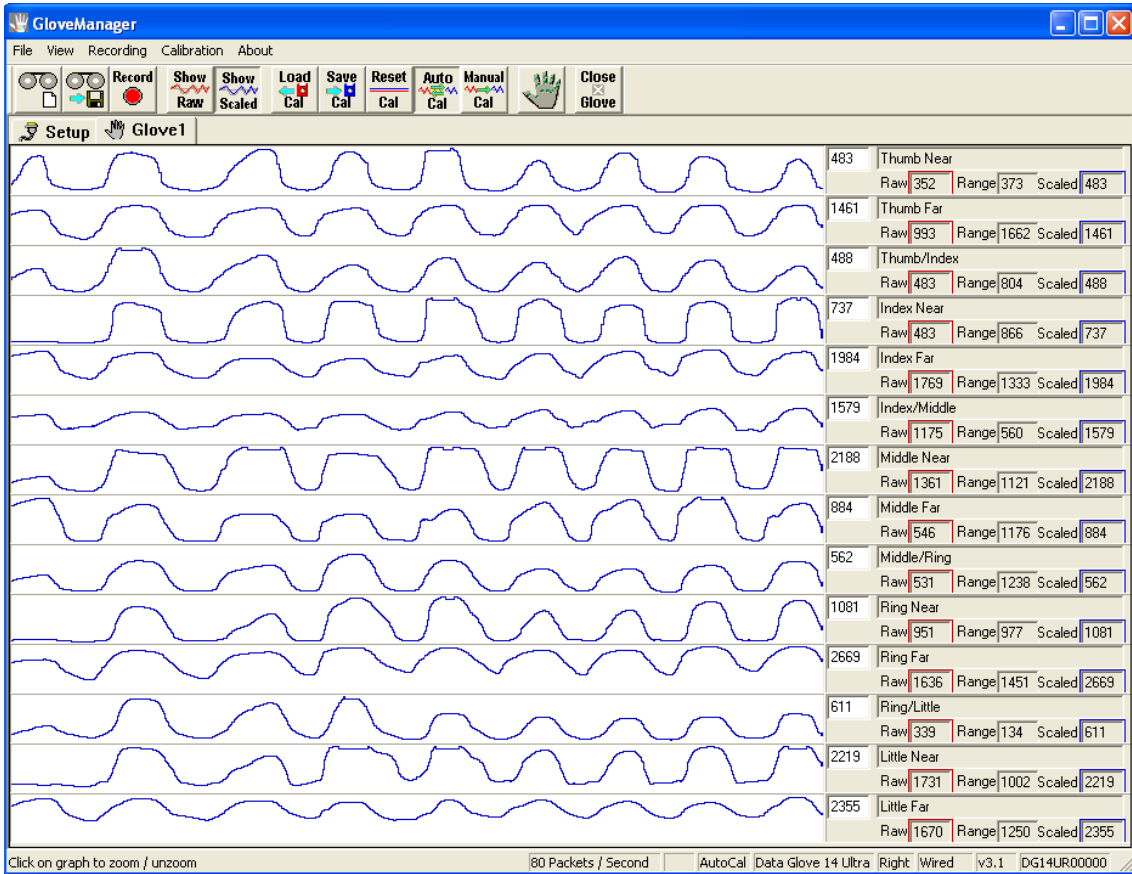 GloveManager
File View Recording Calibration About
Record
Show Raw
Show Scaled
Load Cal
Save Cal
Reset Cal
Auto Cal
Manual Cal
Close Glove
Setup Glove1
483 Thumb Near
Raw 352 Range 373 Scaled 483
1461 Thumb Far
Raw 993 Range 1662 Scaled 1461
488 Thumb/Index
Raw 483 Range 804 Scaled 488
737 Index Near
Raw 483 Range 866 Scaled 737
1984 Index Far
Raw 1769 Range 1333 Scaled 1984
1579 Index/Middle
Raw 1175 Range 560 Scaled 1579
2188 Middle Near
Raw 1361 Range 1121 Scaled 2188
884 Middle Far
Raw 546 Range 1176 Scaled 884
562 Middle/Ring
Raw 531 Range 1238 Scaled 562
1081 Ring Near
Raw 951 Range 977 Scaled 1081
2669 Ring Far
Raw 1636 Range 1451 Scaled 2669
611 Ring/Little
Raw 339 Range 134 Scaled 611
2219 Little Near
Raw 1731 Range 1002 Scaled 2219
2355 Little Far
Raw 1670 Range 1250 Scaled 2355
Click on graph to zoom / unzoom 80 Packets / Second AutoCal Data Glove 14 Ultra Right Wired v3.1 DG14UR00000